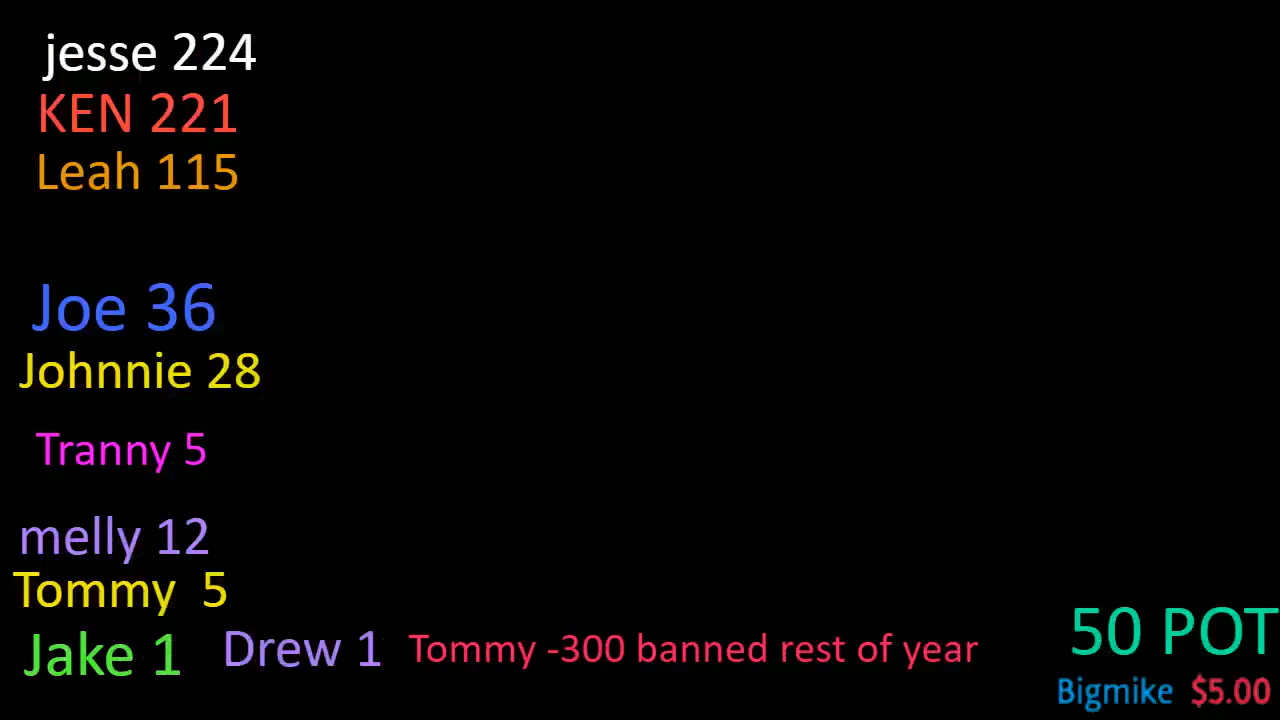 jesse 224
KEN 221
Leah 115
Joe 36
Johnnie 28
Tranny 5
melly 12
Tommy 5
Jake 1 Drew 1 Tommy -300 banned rest of year
50 POT
Bigmike $5.00